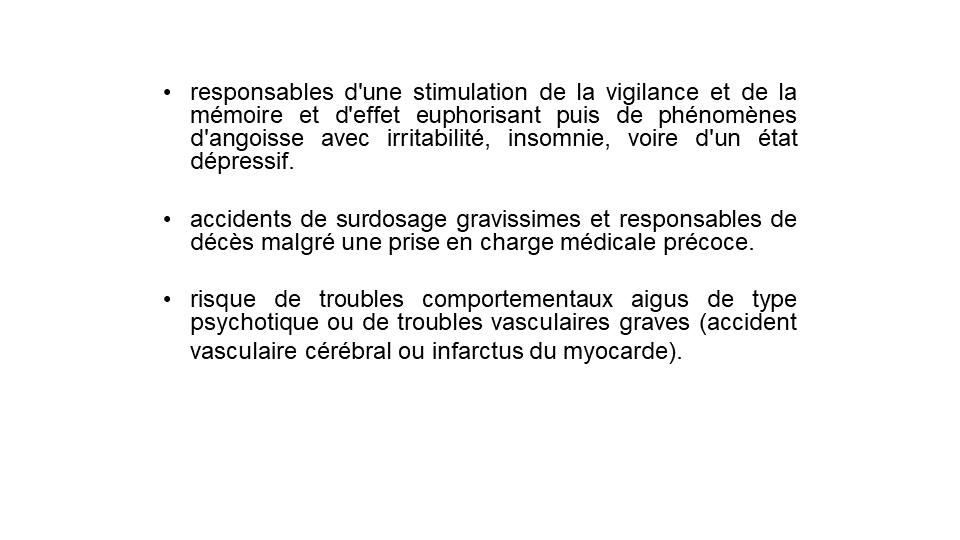 • responsables d'une stimulation de la vigilance et de la
mémoire et d'effet euphorisant puis de phénomènes
d'angoisse avec irritabilité, insomnie, voire d'un état
dépressif.
• accidents de surdosage gravissimes et responsables de
décès malgré une prise en charge médicale précoce.
• risque de troubles comportementaux aigus de type
psychotique ou de troubles vasculaires graves (accident
vasculaire cérébral ou infarctus du myocarde).